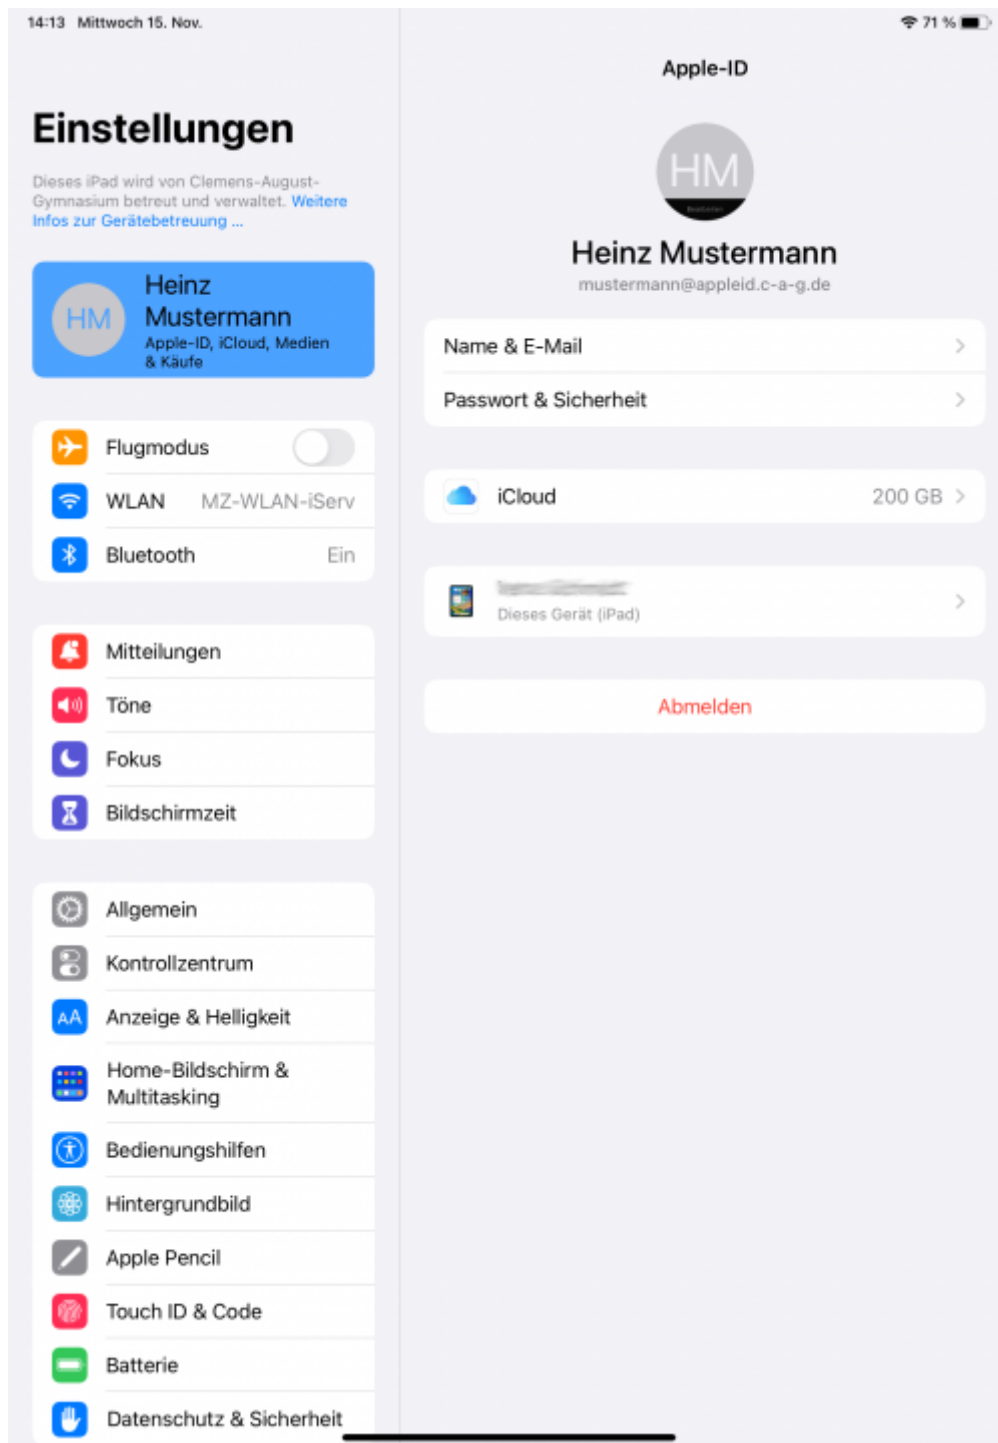 14:13 Mittwoch 15. Nov.
71 %
Einstellungen
Dieses iPad wird von Clemens-August-
Gymnasium betreut und verwaltet. Weitere
Infos zur Gerätebetreuung ...
HM
Heinz
Mustermann
Apple-ID, iCloud, Medien
& Käufe
Flugmodus
WLAN MZ-WLAN-iServ
Bluetooth Ein
Mitteilungen
Töne
Fokus
Bildschirmzeit
Allgemein
Kontrollzentrum
AA Anzeige & Helligkeit
Home-Bildschirm &
Multitasking
Bedienungshilfen
Hintergrundbild
Apple Pencil
Touch ID & Code
Batterie
Datenschutz & Sicherheit
Apple-ID
HM
Bearbeiten
Heinz Mustermann
mustermann@appleid.c-a-g.de
Name & E-Mail
Passwort & Sicherheit
iCloud 200 GB
Dieses Gerät (iPad)
Abmelden